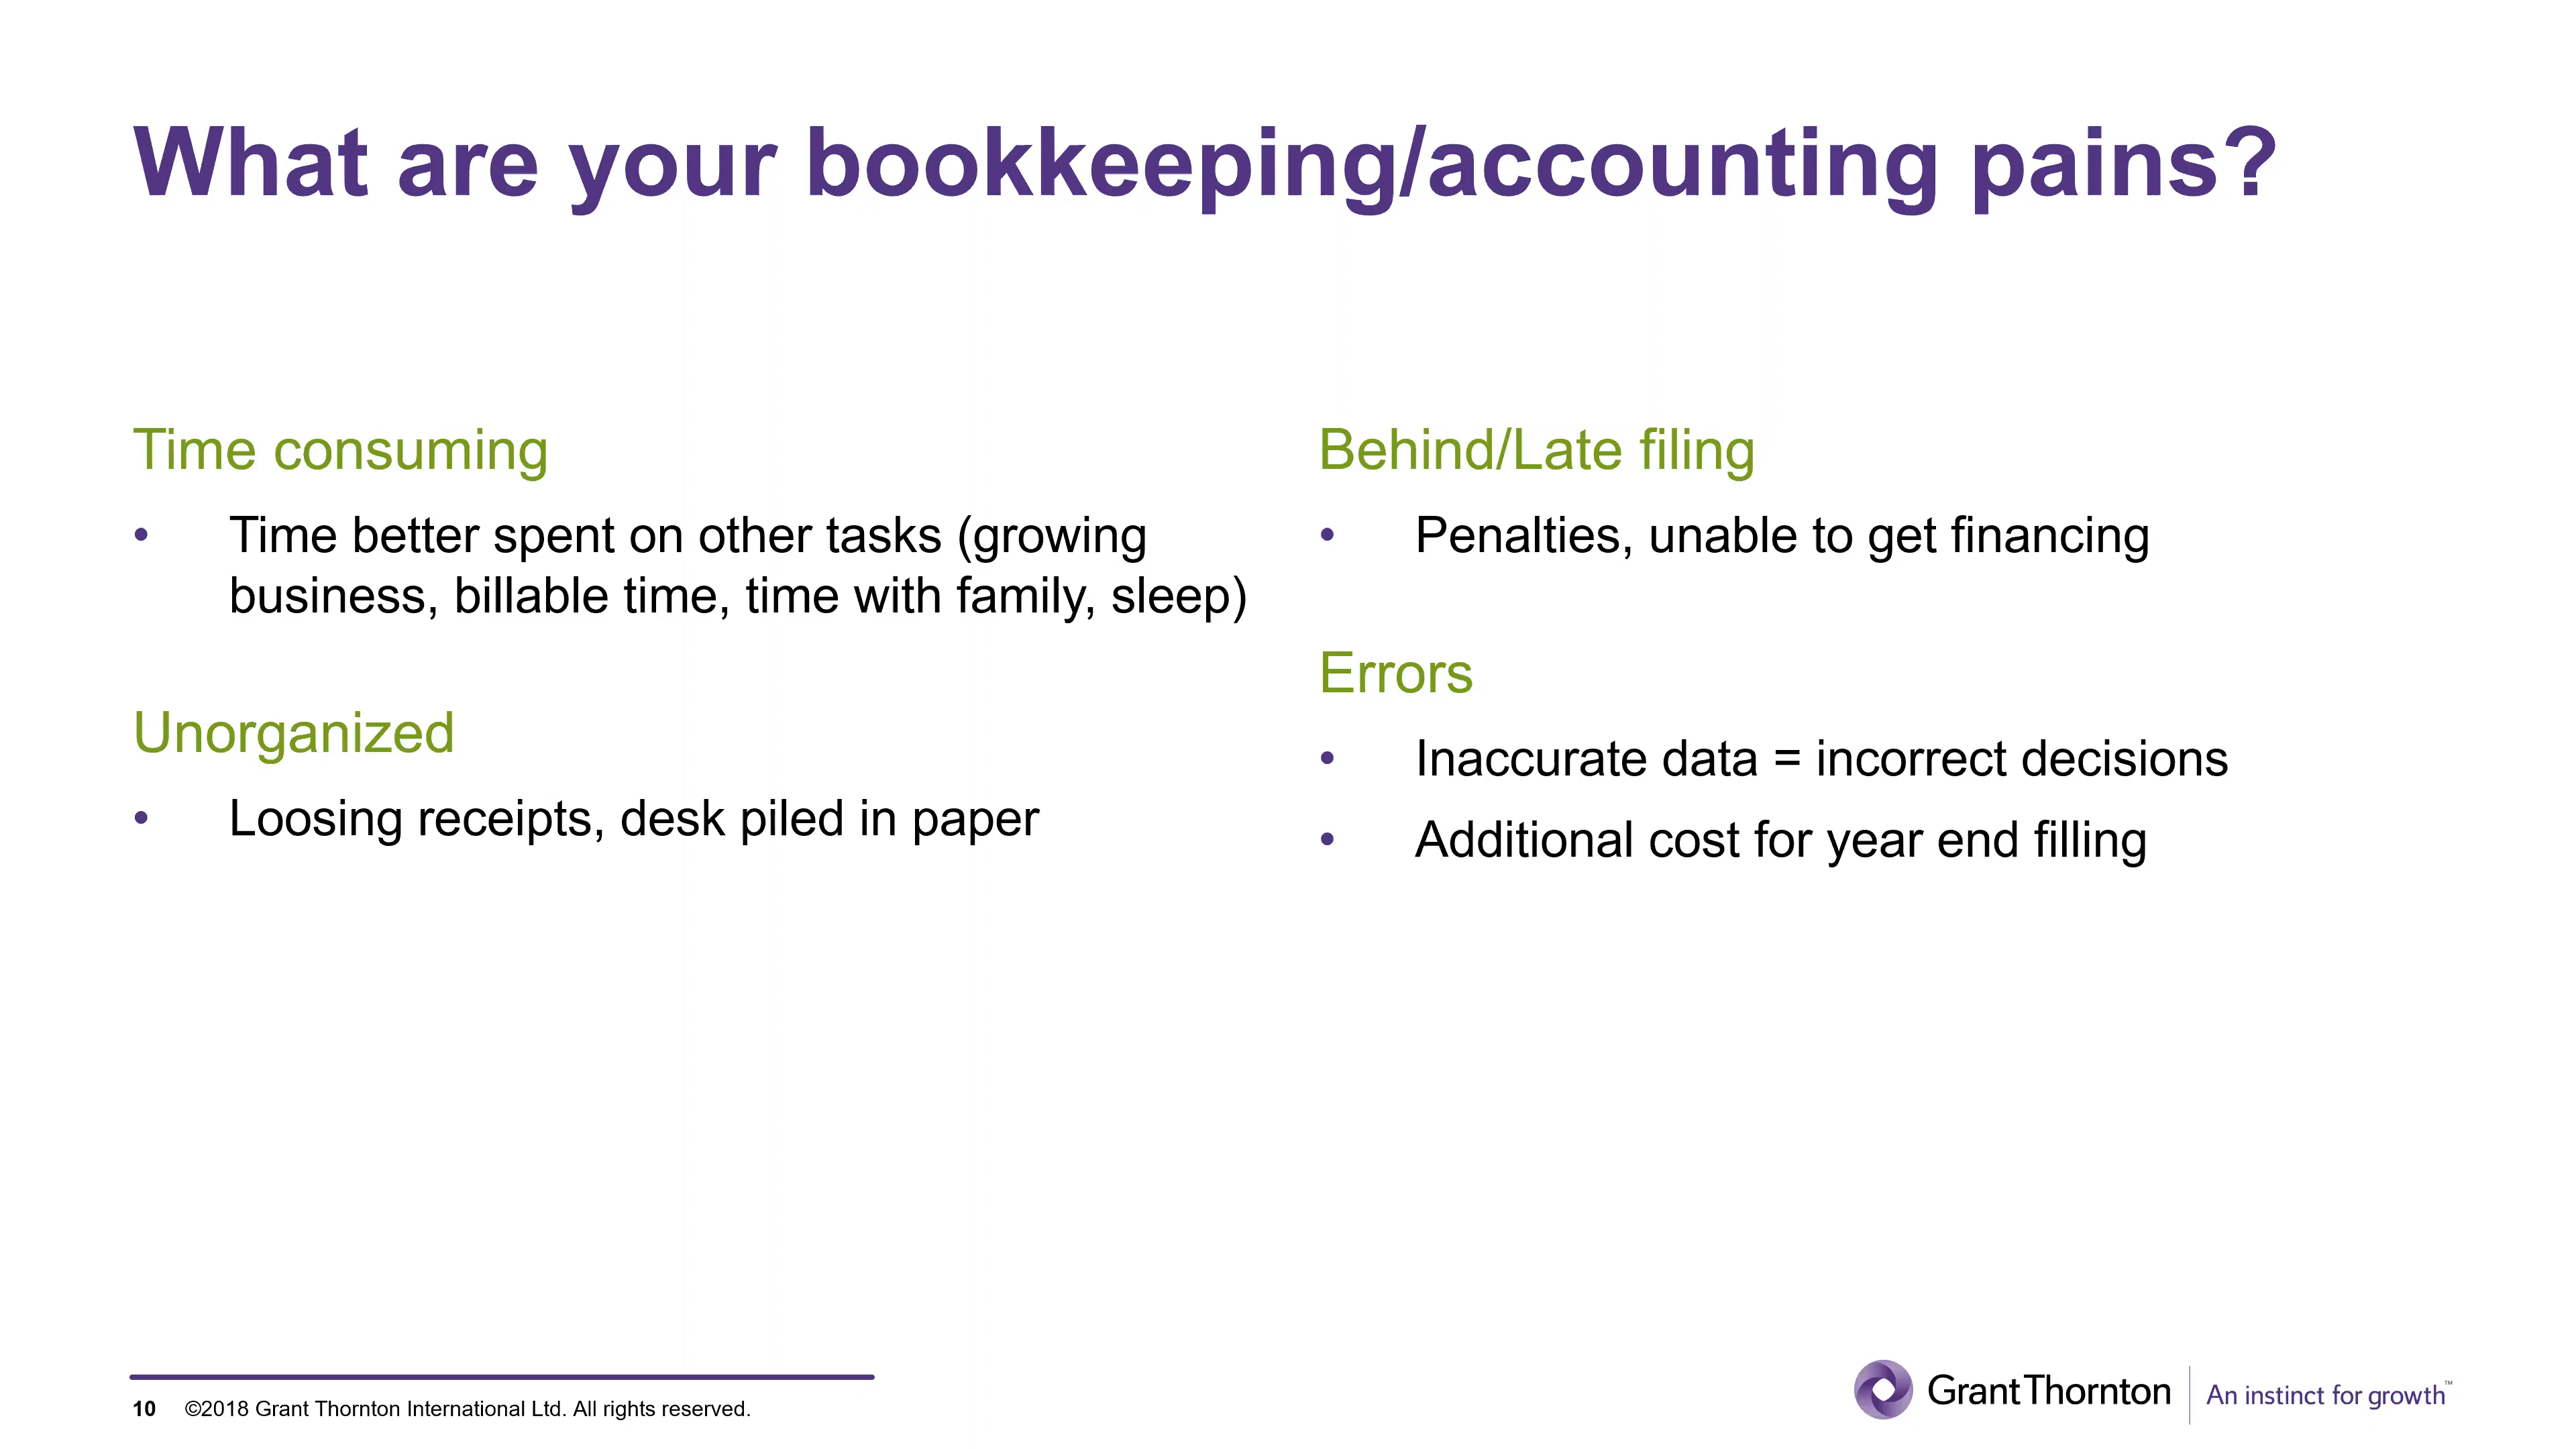 What are your bookkeeping/accounting pains?
Time consuming
• Time better spent on other tasks (growing
business, billable time, time with family, sleep)
Unorganized
• Loosing receipts, desk piled in paper
Behind/Late filing
• Penalties, unable to get financing
Errors
• Inaccurate data = incorrect decisions
• Additional cost for year end filling
10 ©2018 Grant Thornton International Ltd. All rights reserved.
Grant Thornton An instinct for growth™